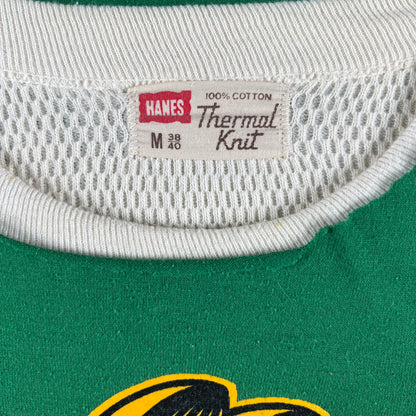 HANES
100% COTTON
Thermal
Knit
M 38
40